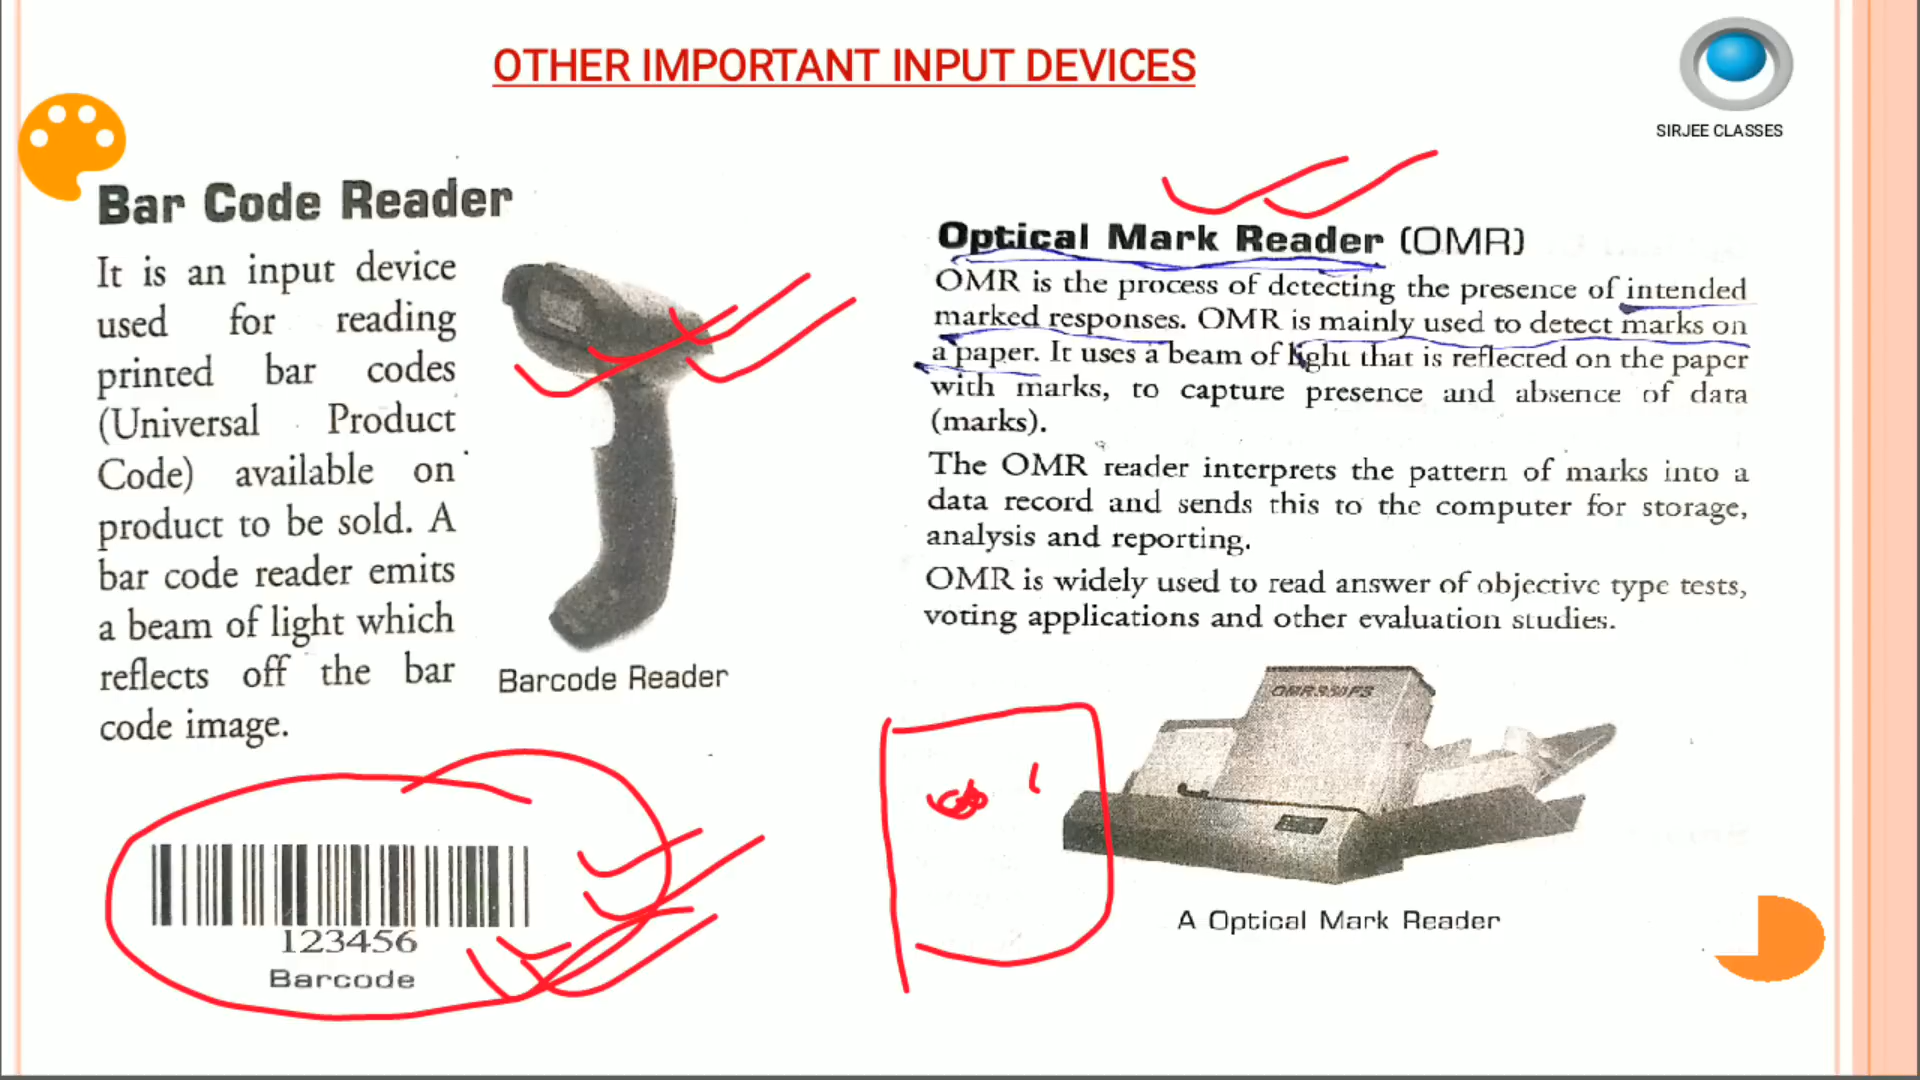 OTHER IMPORTANT INPUT DEVICES
SIRJEE CLASSES
Bar Code Reader
It is an input device
used for reading
printed bar codes
(Universal Product
Code) available on
product to be sold. A
bar code reader emits
a beam of light which
reflects off the bar
code image.
Barcode Reader
123456
Barcode
Optical Mark Reader (OMR)
OMR is the process of detecting the presence of intended
marked responses. OMR is mainly used to detect marks on
a paper. It uses a beam of light that is reflected on the paper
with marks, to capture presence and absence of data
(marks).
The OMR reader interprets the pattern of marks into a
data record and sends this to the computer for storage,
analysis and reporting.
OMR is widely used to read answer of objective type tests,
voting applications and other evaluation studies.
A Optical Mark Reader